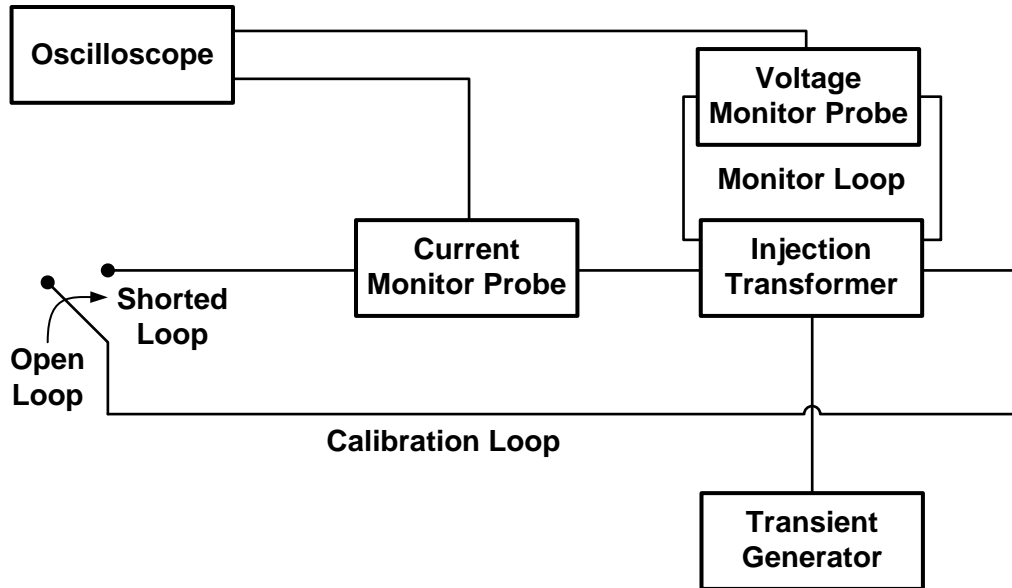 Oscilloscope
Voltage
Monitor Probe
Monitor Loop
Current
Monitor Probe
Injection
Transformer
Shorted
Loop
Open
Loop
Calibration Loop
Transient
Generator